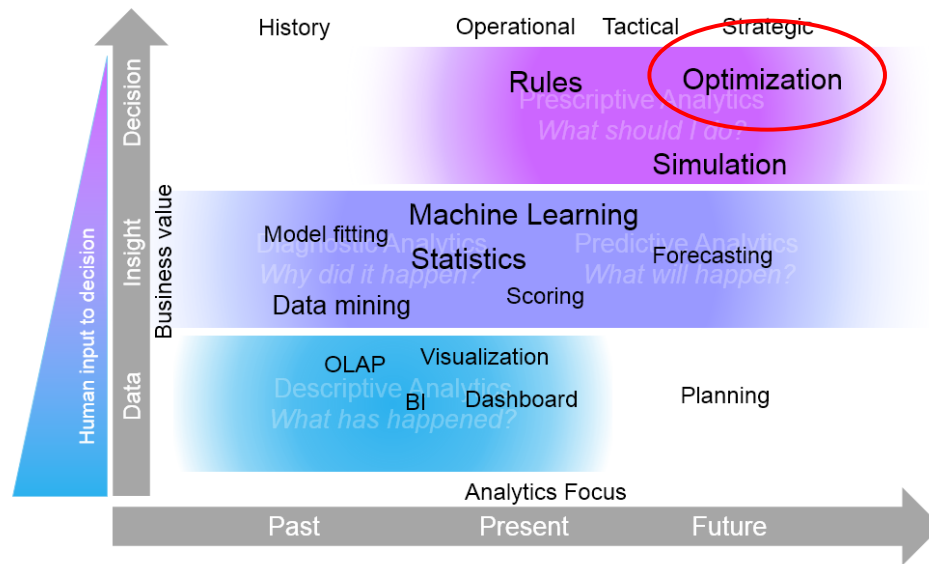 History
Operational
Tactical
Strategic
Decision
Rules
Optimization
Prescriptive Analytics
What should I do?
Simulation
Human input to decision
Insight
Business value
Machine Learning
Model fitting
Diagnostic Analytics
Predictive Analytics
Statistics
Forecasting
Why did it happen?
What will happen?
Scoring
Data mining
Data
Visualization
OLAP
Descriptive Analytics
BI
Dashboard
Planning
What has happened?
Analytics Focus
Past
Present
Future